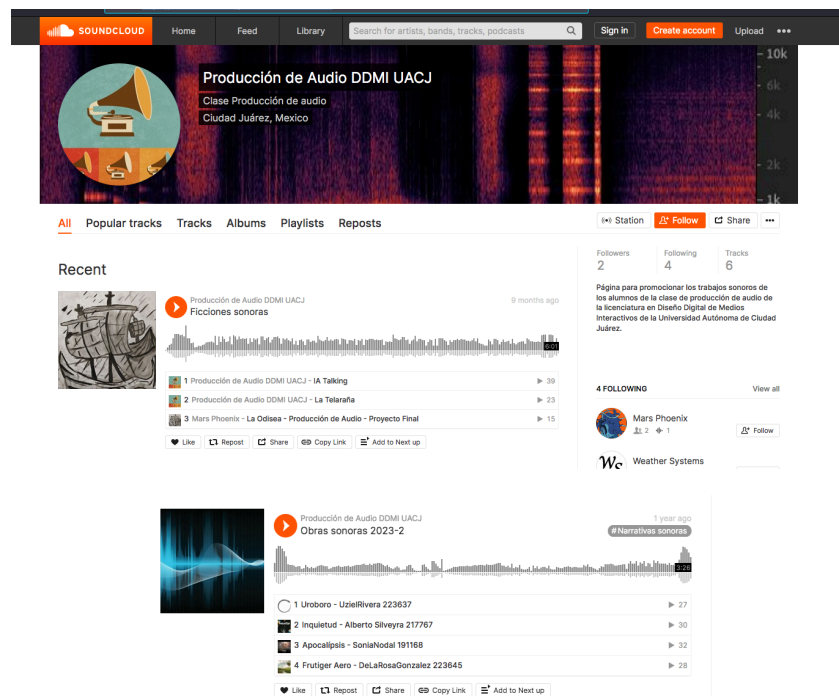 SOUNDCLOUD Home Feed Library Search for artists, bands, tracks, podcasts Sign in Create account Upload •••
10k
Producción de Audio DDMI UACJ
6k
Clase Producción de audio
Ciudad Juárez, Mexico
4k
2k
1k
All Popular tracks Tracks Albums Playlists Reposts Station Follow Share •••
Followers Following Tracks
2 4 6
Recent
Página para promocionar los trabajos sonoros de
los alumnos de la clase de producción de audio de
la licenciatura en Diseño Digital de Medios
Interactivos de la Universidad Autónoma de Ciudad
Juárez.
Producción de Audio DDMI UACJ 9 months ago
Ficciones sonoras
6:01
1 Producción de Audio DDMI UACJ - IA Talking 39
2 Producción de Audio DDMI UACJ - La Telaraña 23
3 Mars Phoenix - La Odisea - Producción de Audio - Proyecto Final 15
Like Repost Share Copy Link Add to Next up
4 FOLLOWING View all
Mars Phoenix
2 1 Follow
Weather Systems
Ws
Producción de Audio DDMI UACJ 1 year ago
Obras sonoras 2023-2 #Narrativas sonoras
3:26
1 Uroboro - UzielRivera 223637 27
2 Inquietud - Alberto Silveyra 217767 30
3 Apocalípsis - SoniaNodal 191168 32
4 Frutiger Aero - DeLaRosaGonzalez 223645 28
Like Repost Share Copy Link Add to Next up